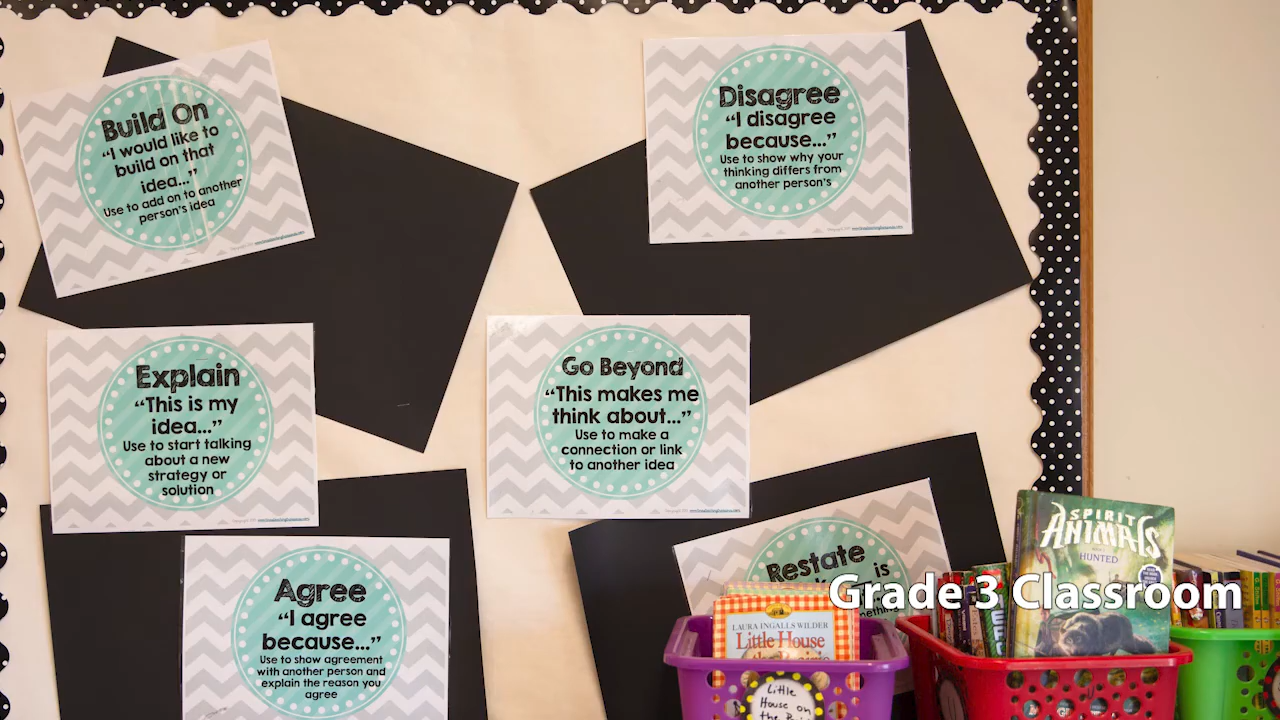 Build On
“I would like to
build on that
idea...”
Use to add on to another
person's idea
Disagree
“I disagree
because...”
Use to show why your
thinking differs from
another person's
Explain
“This is my
idea...”
Use to start talking
about a new
strategy or
solution
Go Beyond
“This makes me
think about...”
Use to make a
connection or link
to another idea
Agree
“I agree
because...”
Use to show agreement
with another person and
explain the reason you
agree
Restate
is
Grade 3 Classroom
SPIRIT
ANIMALS
HUNTED
LAURA INGALLS WILDER
Little House
Little
House on
the